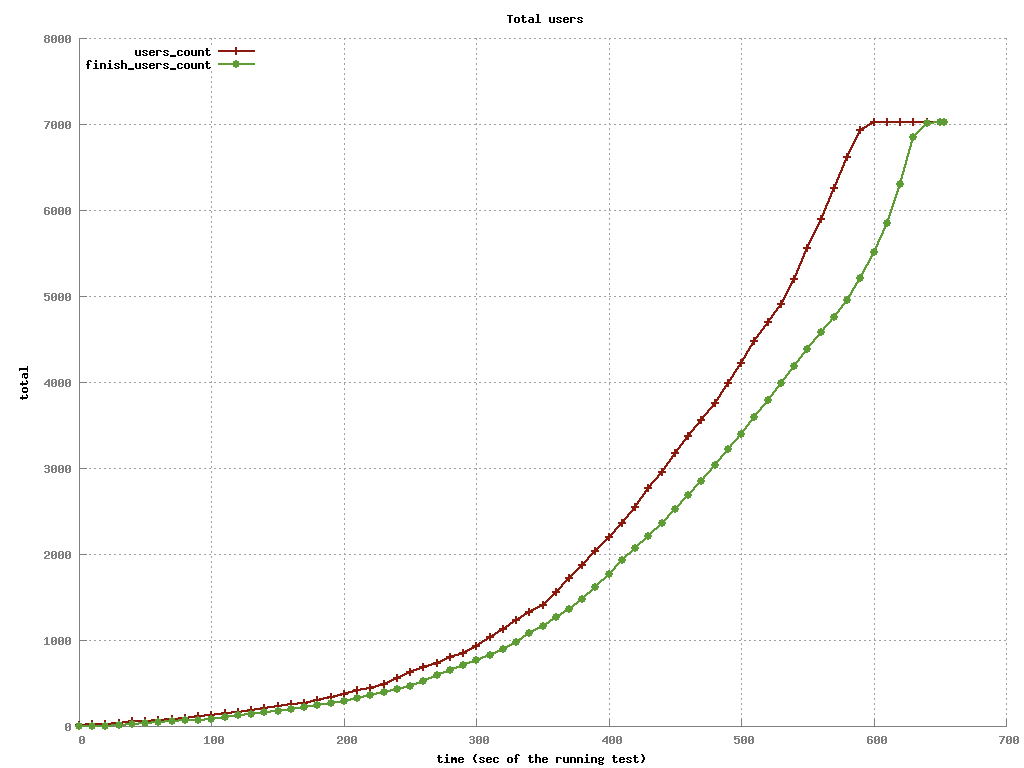 Total users
users_count
finish_users_count
8000
7000
6000
5000
4000
3000
2000
1000
0
total
0 100 200 300 400 500 600 700
time (sec of the running test)